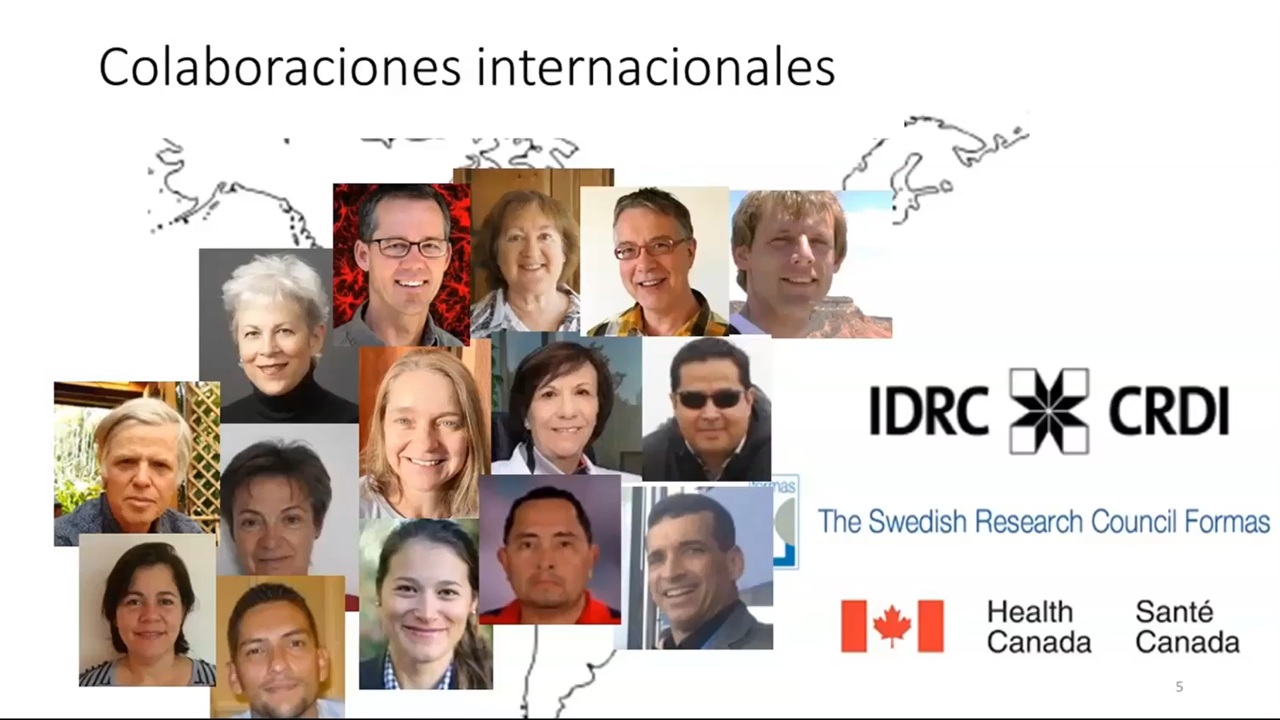 Colaboraciones internacionales
IDRC CRDI
The Swedish Research Council Formas
Health Canada
Santé Canada
5